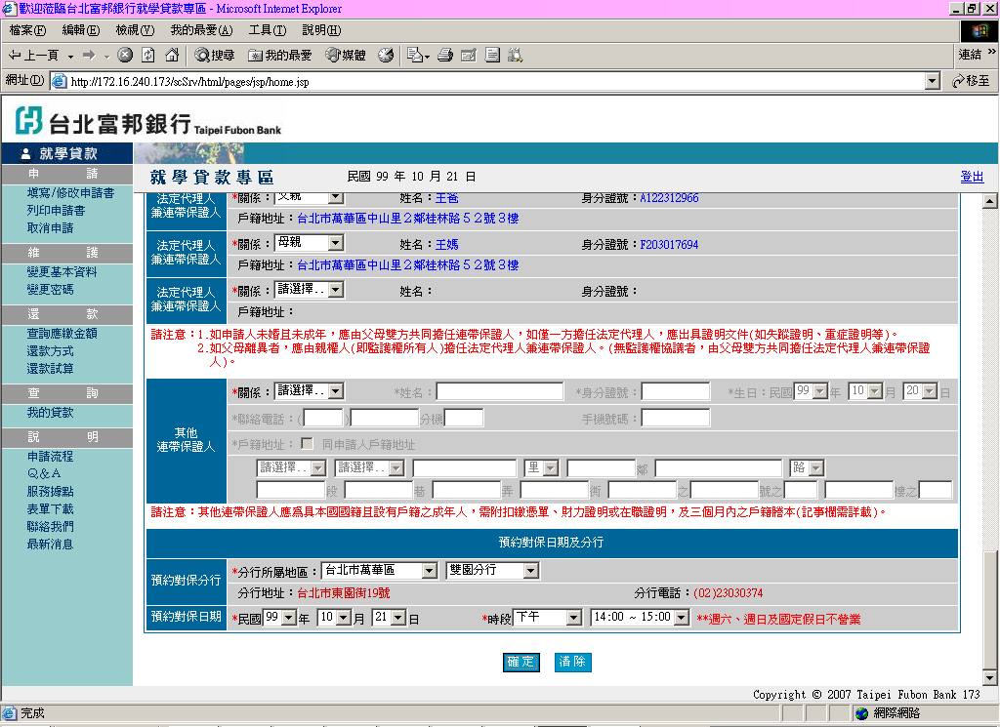 歡迎蒞臨台北富邦銀行就學貸款專區 - Microsoft Internet Explorer
檔案(F) 編輯(E) 檢視(V) 我的最愛(A) 工具(T) 說明(H)
上一頁 搜尋 我的最愛 媒體 連結 »
網址(D) http://172.16.240.173/scSrv/html/pages/jsp/home.jsp 移至
台北富邦銀行 Taipei Fubon Bank
就學貸款
申 請
填寫/修改申請書
列印申請書
取消申請
維 護
變更基本資料
變更密碼
還 款
查詢應繳金額
還款方式
還款試算
查 詢
我的貸款
說 明
申請流程
Q&A
服務據點
表單下載
聯絡我們
最新消息
就學貸款專區 民國 99 年 10 月 21 日 登出
法定代理人 兼連帶保證人 *關係： 父親 姓名：王爸 身分證號：A122312966
戶籍地址：台北市萬華區中山里２鄰桂林路５２號３樓
法定代理人 兼連帶保證人 *關係： 母親 姓名：王媽 身分證號：F203017694
戶籍地址：台北市萬華區中山里２鄰桂林路５２號３樓
法定代理人 兼連帶保證人 *關係： 請選擇.. 姓名： 身分證號：
戶籍地址：
請注意：1.如申請人未婚且未成年，應由父母雙方共同擔任連帶保證人，如僅一方擔任法定代理人，應出具證明文件(如失蹤證明、重症證明等)。
2.如父母離異者，應由親權人(即監護權所有人)擔任法定代理人兼連帶保證人。(無監護權協議者，由父母雙方共同擔任法定代理人兼連帶保證
人)。
其他 連帶保證人
*關係： 請選擇.. *姓名： *身分證號： *生日：民國 99 年 10 月 20 日
*聯絡電話：( ) 分機 手機號碼：
*戶籍地址： 同申請人戶籍地址
請選擇.. 請選擇.. 里 鄰 路
段 巷 弄 衖 之 號之 樓之
請注意：其他連帶保證人應為具本國國籍且設有戶籍之成年人，需附扣繳憑單、財力證明或在職證明，及三個月內之戶籍謄本(記事欄需詳載)。
預約對保日期及分行
預約對保分行 *分行所屬地區： 台北市萬華區 雙園分行
分行地址：台北市東園街19號 分行電話：(02)23030374
預約對保日期 *民國 99 年 10 月 21 日 *時段 下午 14:00 ~ 15:00 **週六、週日及國定假日不營業
確定 清除
Copyright © 2007 Taipei Fubon Bank 173
完成 網際網路